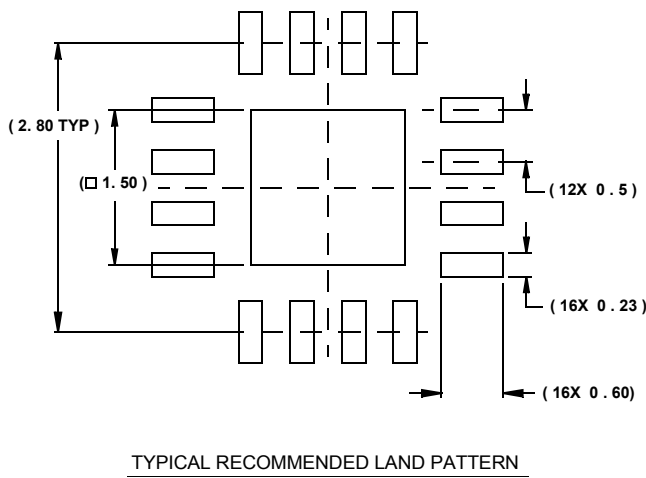 ( 2. 80 TYP )
(□ 1. 50 )
( 12X 0 . 5 )
( 16X 0 . 23 )
( 16X 0 . 60)
TYPICAL RECOMMENDED LAND PATTERN